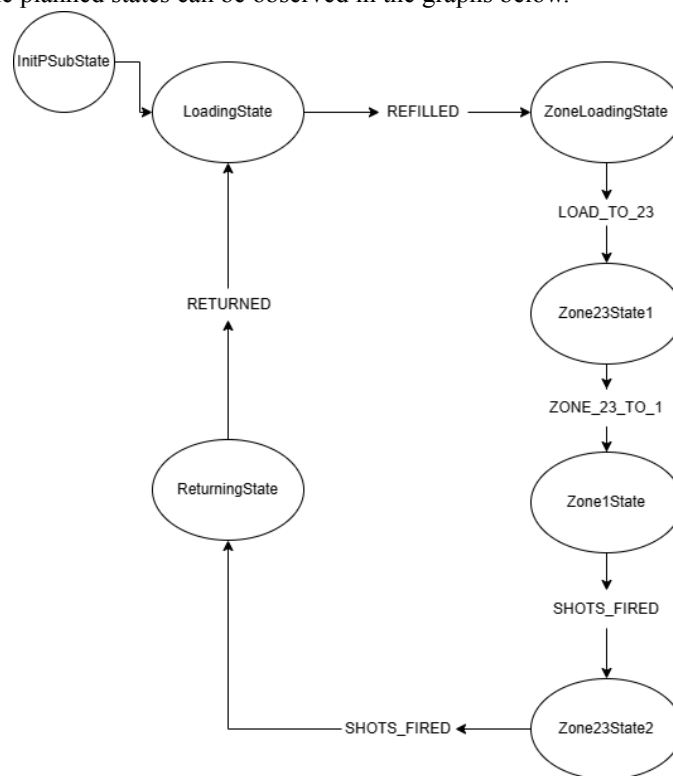 planned states can be observed in the graphs below.
InitPSubState
LoadingState
REFILLED
ZoneLoadingState
LOAD_TO_23
Zone23State1
ZONE_23_TO_1
Zone1State
SHOTS_FIRED
Zone23State2
SHOTS_FIRED
ReturningState
RETURNED